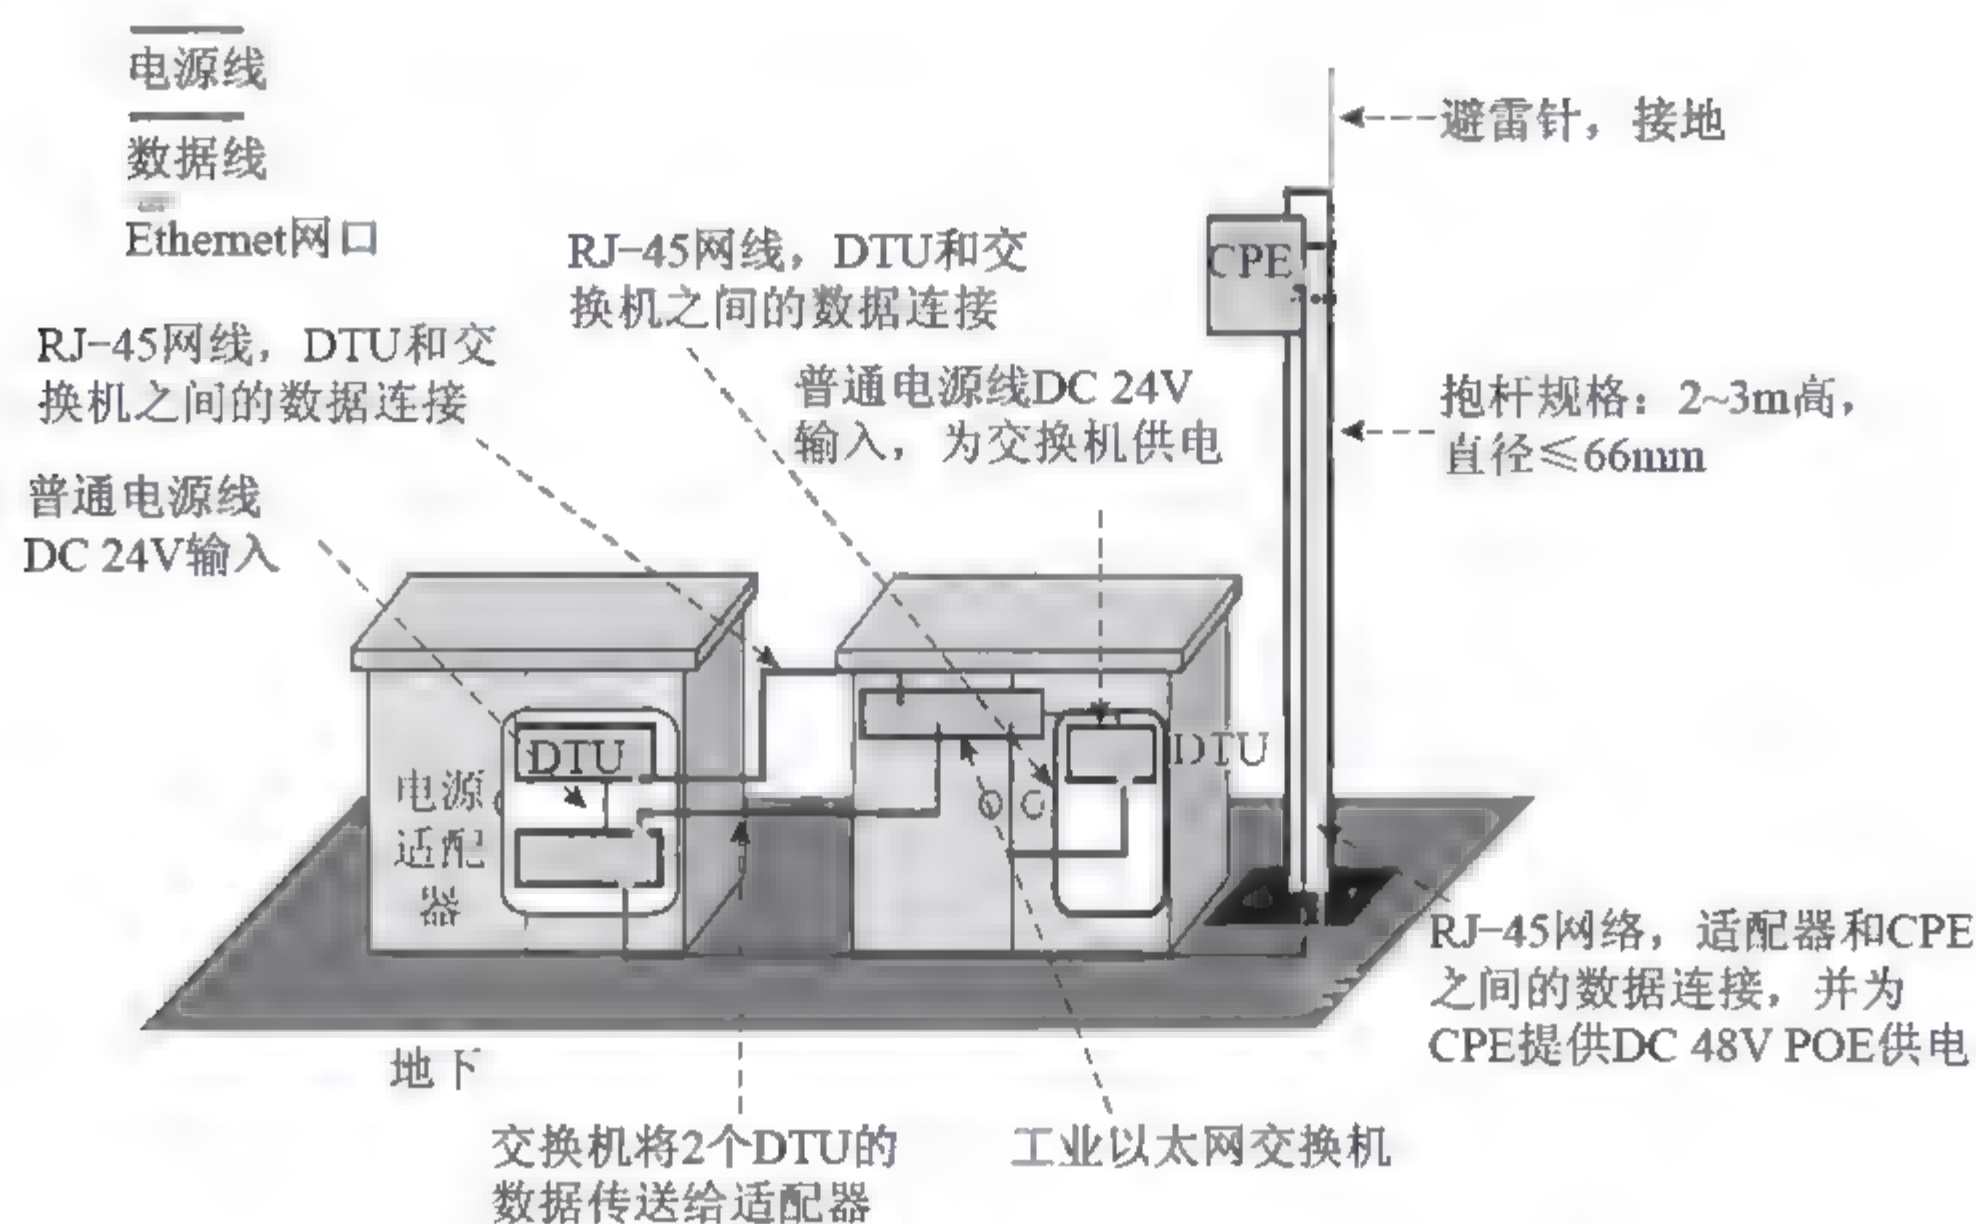 电源线
数据线
Ethernet网口
避雷针，接地
RJ-45网线，DTU和交
换机之间的数据连接
CPE
RJ-45网线，DTU和交
换机之间的数据连接
普通电源线DC 24V
输入，为交换机供电
抱杆规格：2~3m高，
直径≤66mm
普通电源线
DC 24V输入
DTU
DTU
电源
适配
器
RJ-45网络，适配器和CPE
之间的数据连接，并为
CPE提供DC 48V POE供电
地下
交换机将2个DTU的
数据传送给适配器
工业以太网交换机